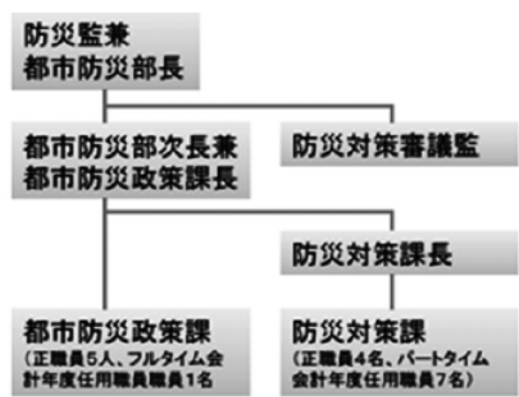 防災監兼
都市防災部長
都市防災部次長兼
都市防災政策課長
防災対策審議監
防災対策課長
都市防災政策課
(正職員5人、フルタイム会
計年度任用職員職員1名
防災対策課
(正職員4名、パートタイム
会計年度任用職員7名)